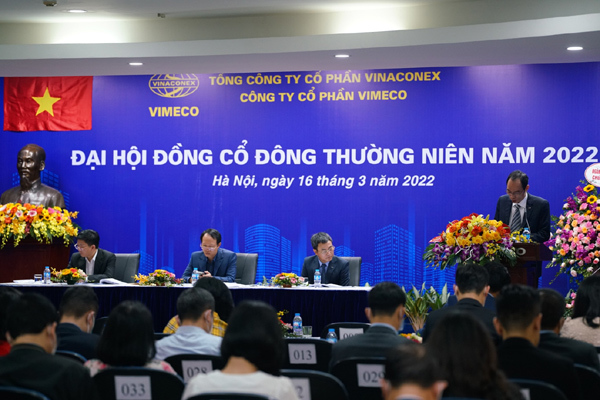 VINACONEX
VIMECO
TỔNG CÔNG TY CỔ PHẦN VINACONEX
CÔNG TY CỔ PHẦN VIMECO
ĐẠI HỘI ĐỒNG CỔ ĐÔNG THƯỜNG NIÊN NĂM 2022
Hà Nội, ngày 16 tháng 3 năm 2022
013
033
028
029